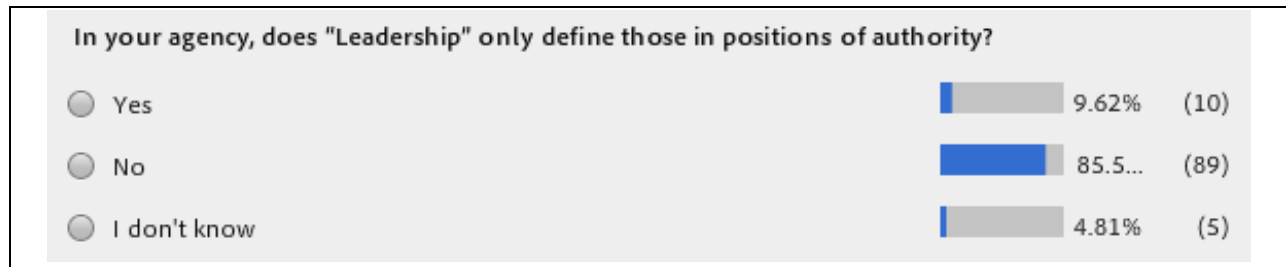 In your agency, does "Leadership" only define those in positions of authority?
Yes 9.62% (10)
No 85.5... (89)
I don't know 4.81% (5)